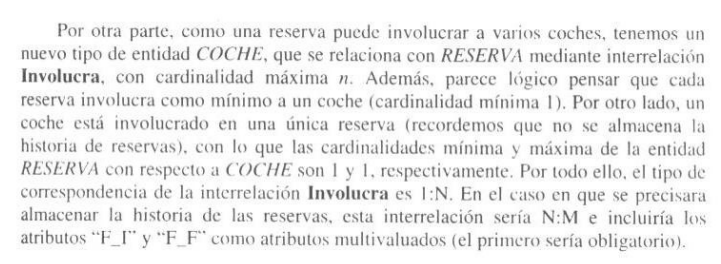 Por otra parte, como una reserva puede involucrar a varios coches, tenemos un
nuevo tipo de entidad COCHE, que se relaciona con RESERVA mediante interrelación
Involucra, con cardinalidad máxima n. Además, parece lógico pensar que cada
reserva involucra como mínimo a un coche (cardinalidad mínima 1). Por otro lado, un
coche está involucrado en una única reserva (recordemos que no se almacena la
historia de reservas), con lo que las cardinalidades mínima y máxima de la entidad
RESERVA con respecto a COCHE son 1 y 1, respectivamente. Por todo ello, el tipo de
correspondencia de la interrelación Involucra es 1:N. En el caso en que se precisara
almacenar la historia de las reservas, esta interrelación sería N:M e incluiría los
atributos "F_I" y "F_F" como atributos multivaluados (el primero sería obligatorio).